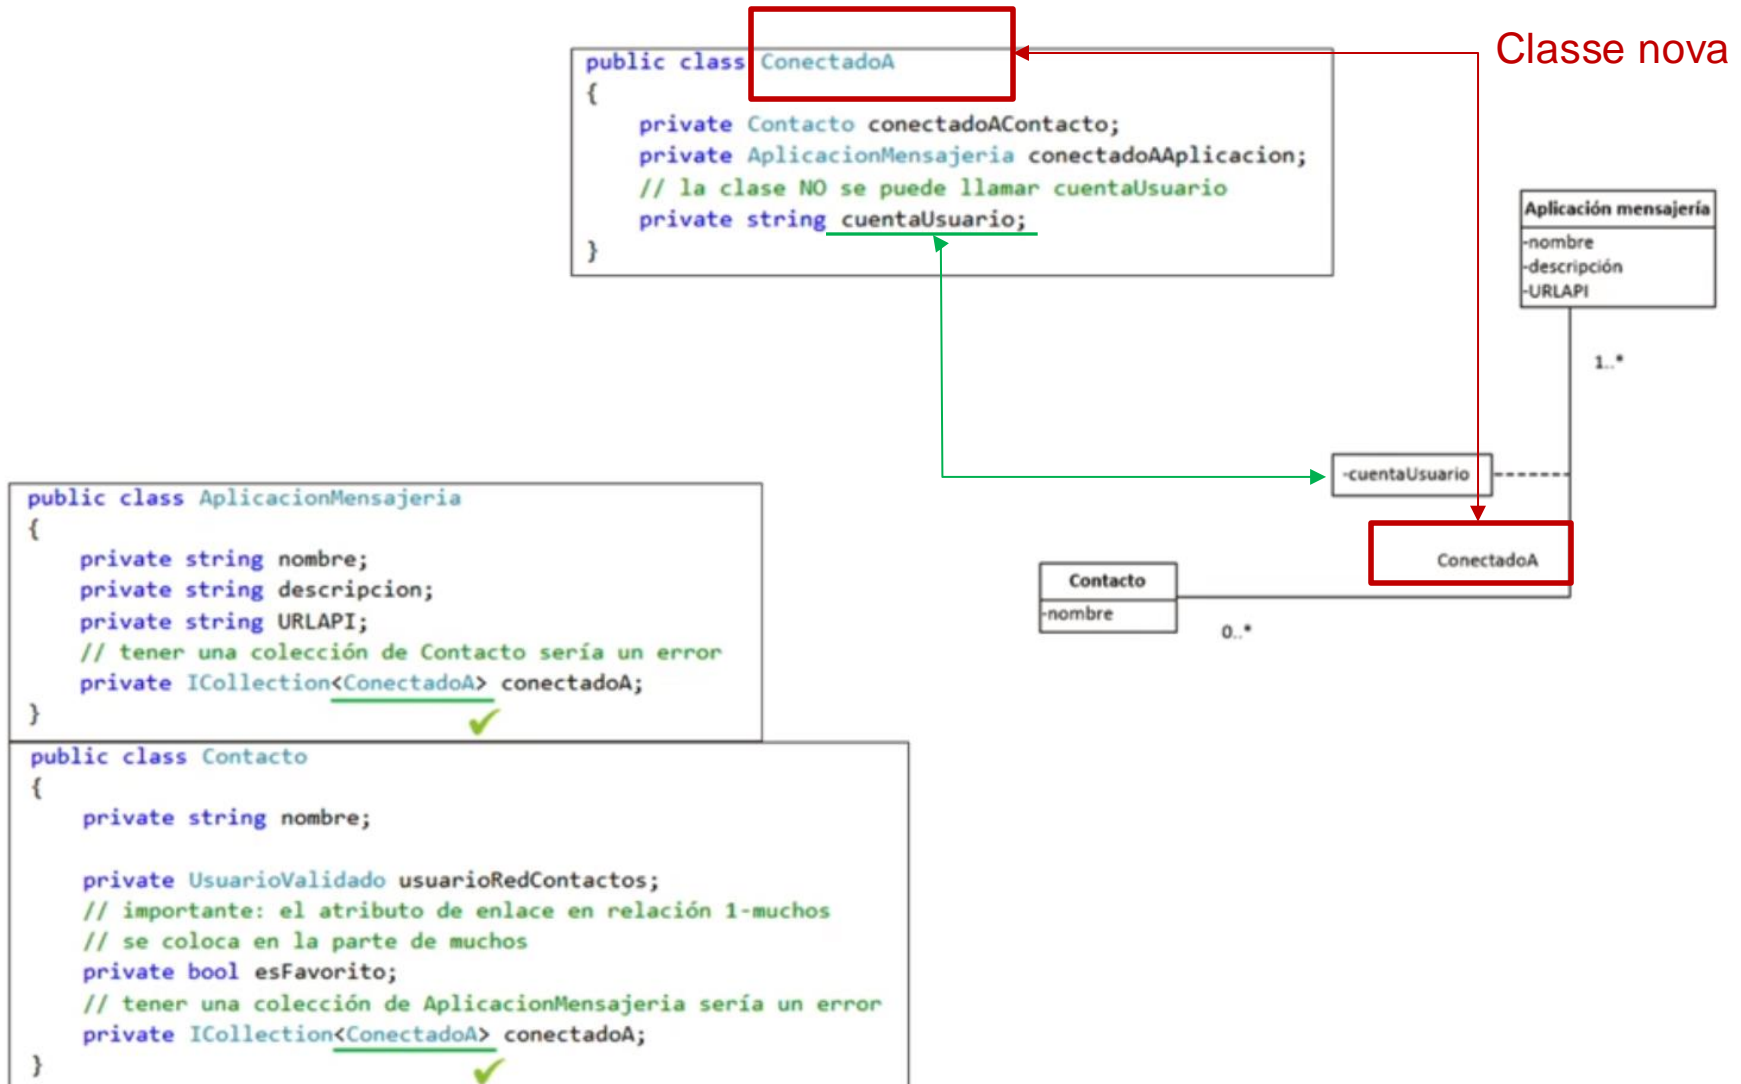 Classe nova
public class ConectadoA
{
private Contacto conectadoAContacto;
private AplicacionMensajeria conectadoAAplicacion;
// la clase NO se puede llamar cuentaUsuario
private string cuentaUsuario;
}
Aplicación mensajería
-nombre
-descripción
-URLAPI
1..*
-cuentaUsuario
ConectadoA
Contacto
-nombre
0..*
public class AplicacionMensajeria
{
private string nombre;
private string descripcion;
private string URLAPI;
// tener una colección de Contacto sería un error
private ICollection<ConectadoA> conectadoA;
}
public class Contacto
{
private string nombre;
private UsuarioValidado usuarioRedContactos;
// importante: el atributo de enlace en relación 1-muchos
// se coloca en la parte de muchos
private bool esFavorito;
// tener una colección de AplicacionMensajeria sería un error
private ICollection<ConectadoA> conectadoA;
}